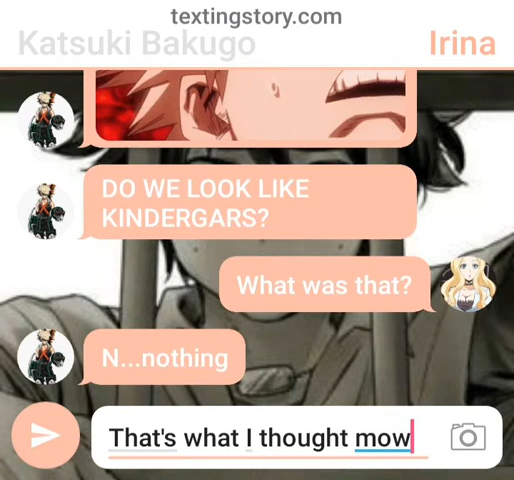 textingstory.com
Katsuki Bakugo
Irina
DO WE LOOK LIKE
KINDERGARS?
What was that?
N...nothing
That's what I thought mow